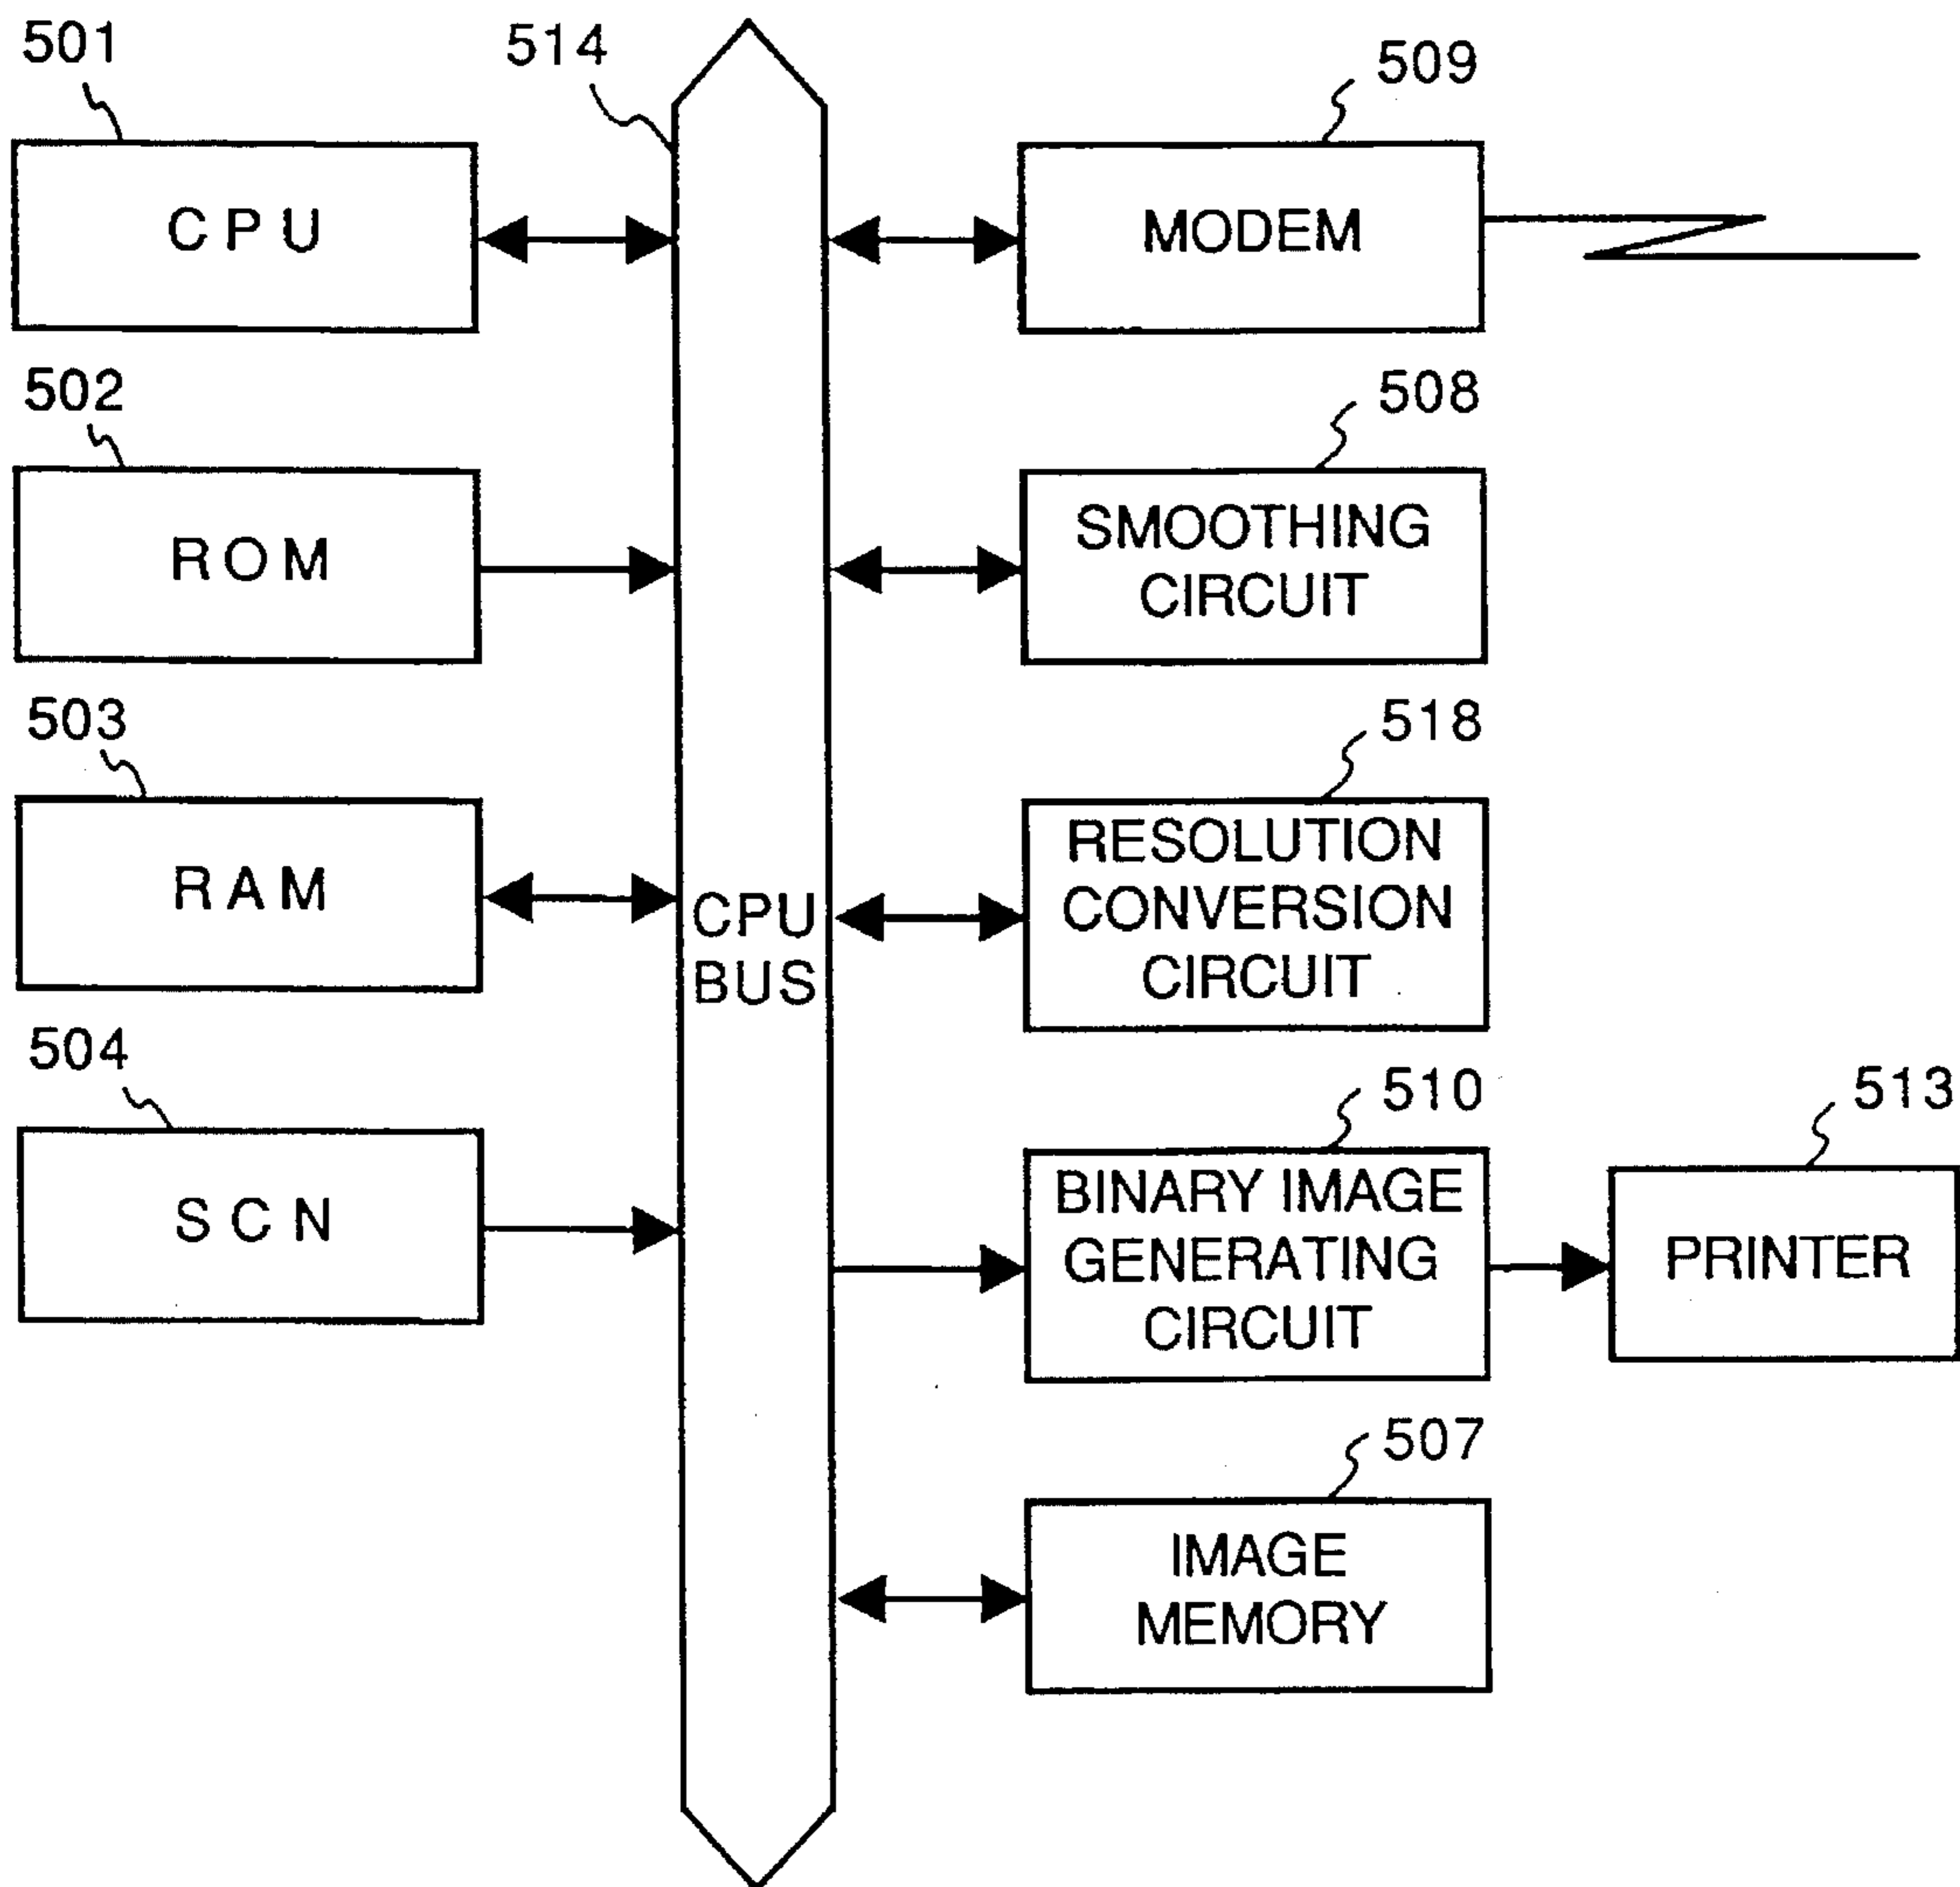 501
514
509
CPU
MODEM
502
508
ROM
SMOOTHING
CIRCUIT
503
518
RAM
RESOLUTION
CONVERSION
CIRCUIT
CPU
BUS
504
510
513
SCN
BINARY IMAGE
GENERATING
CIRCUIT
PRINTER
507
IMAGE
MEMORY